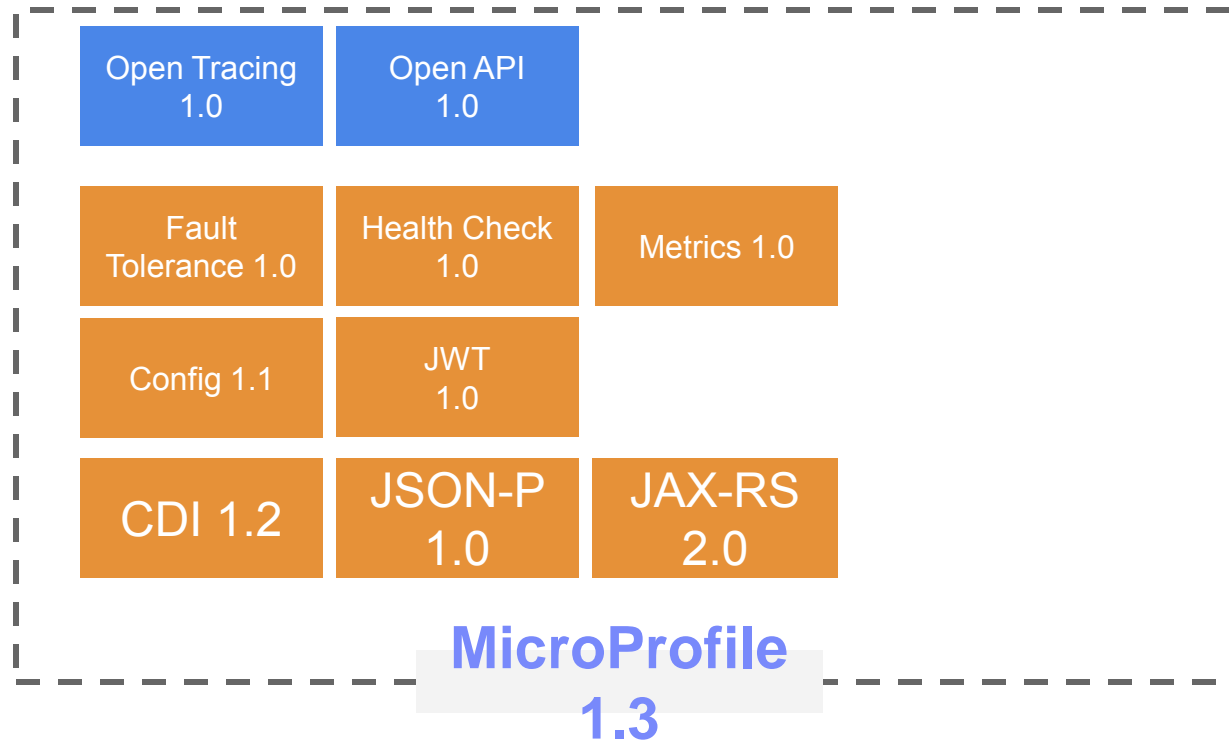 Open Tracing
1.0
Open API
1.0
Fault
Tolerance 1.0
Health Check
1.0
Metrics 1.0
Config 1.1
JWT
1.0
CDI 1.2
JSON-P
1.0
JAX-RS
2.0
MicroProfile
1.3